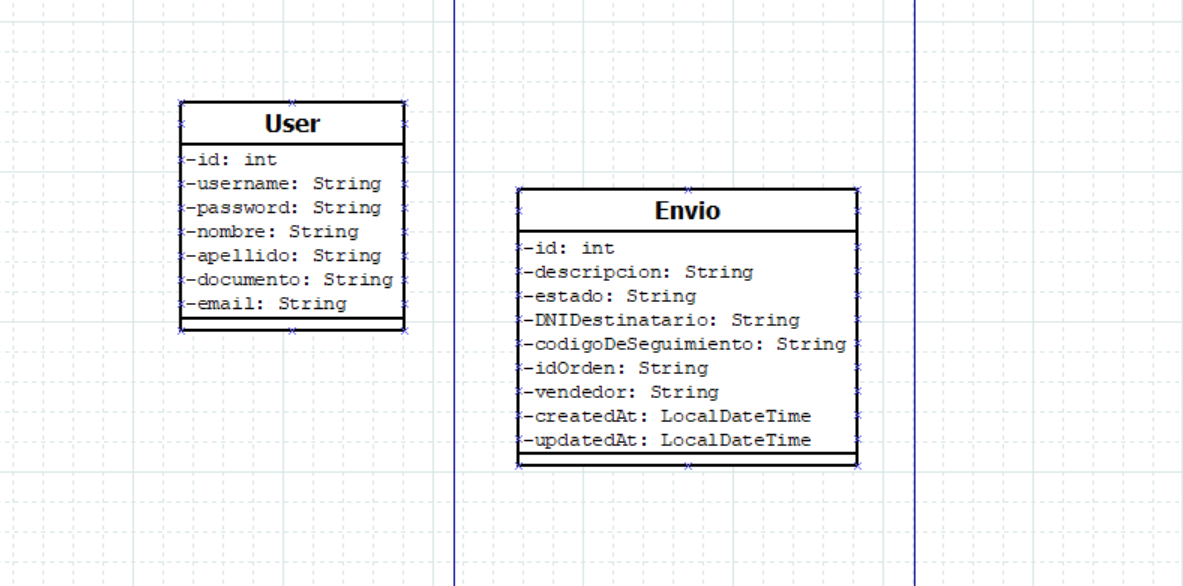 User
-id: int
-username: String
-password: String
-nombre: String
-apellido: String
-documento: String
-email: String
Envio
-id: int
-descripcion: String
-estado: String
-DNIDestinatario: String
-codigoDeSeguimiento: String
-idOrden: String
-vendedor: String
-createdAt: LocalDateTime
-updatedAt: LocalDateTime